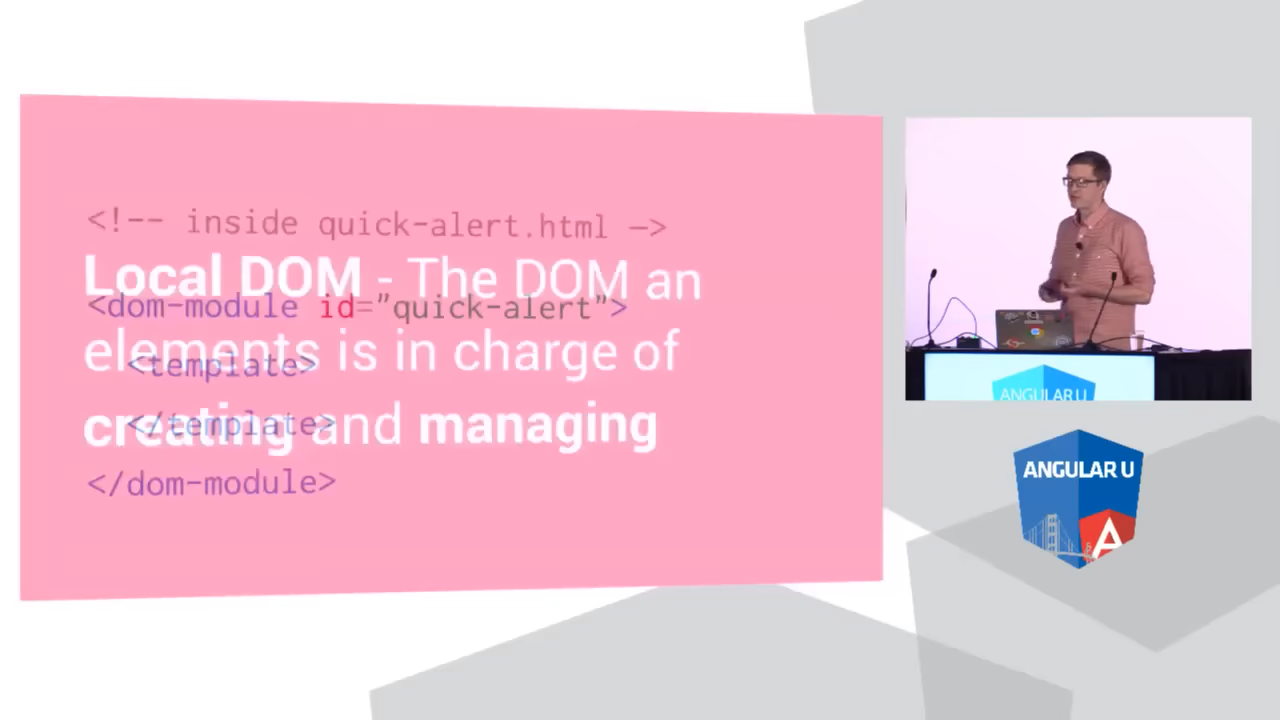 <!-- inside quick-alert.html —>
Local DOM - The DOM an
<dom-module id="quick-alert">
elements is in charge of
<template>
creating and managing
</template>
</dom-module>
ANGULAR U
ANGULAR U
A